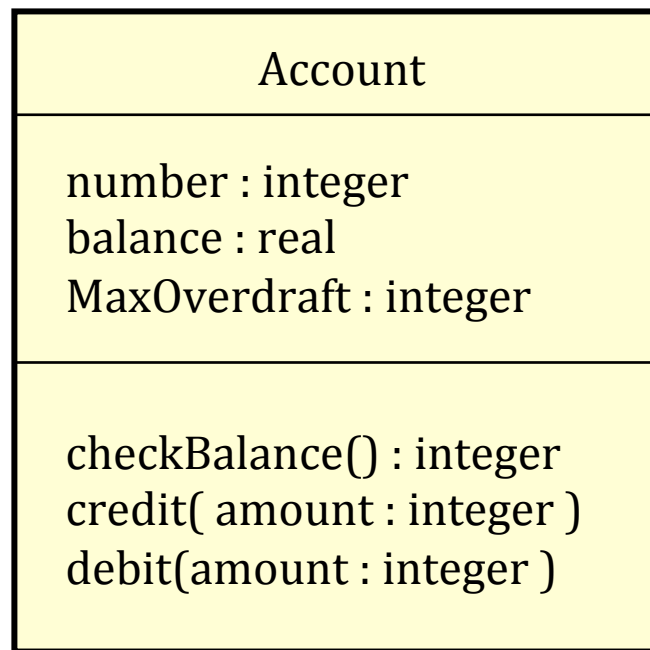 Account
number : integer
balance : real
MaxOverdraft : integer
checkBalance() : integer
credit( amount : integer )
debit(amount : integer )